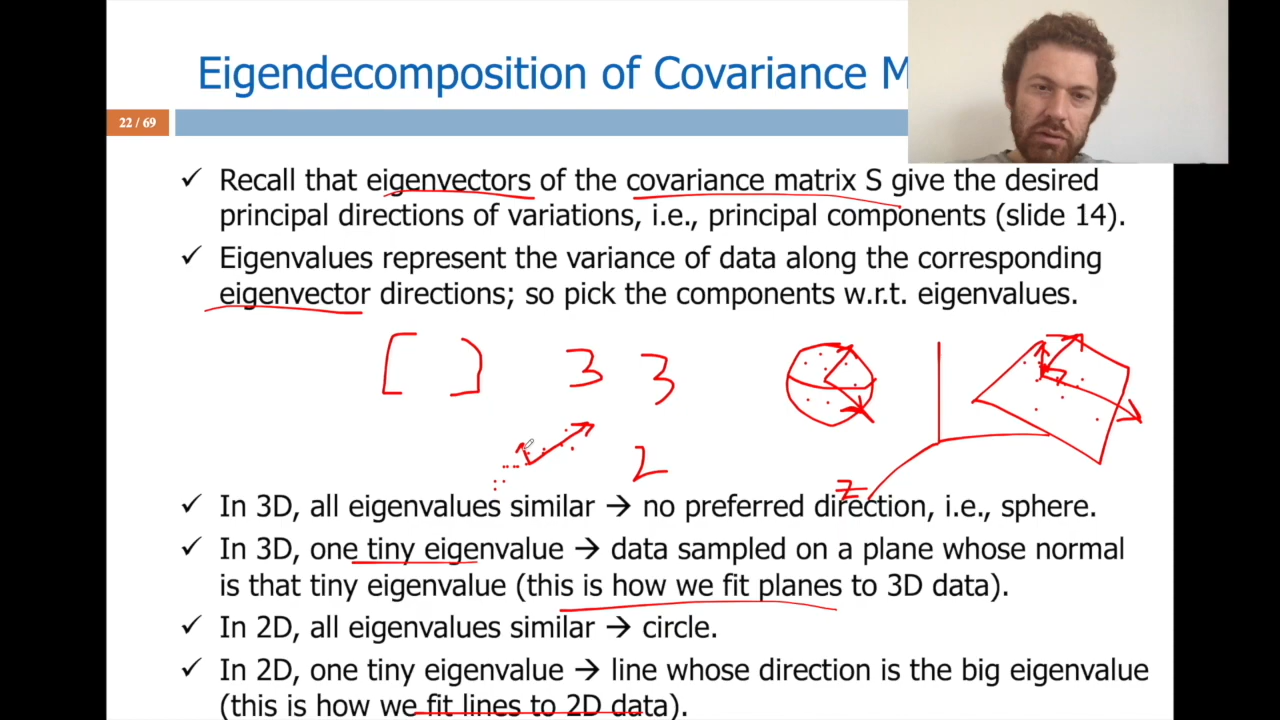 Eigendecomposition of Covariance M
22 / 69
✓ Recall that eigenvectors of the covariance matrix S give the desired
principal directions of variations, i.e., principal components (slide 14).
✓ Eigenvalues represent the variance of data along the corresponding
eigenvector directions; so pick the components w.r.t. eigenvalues.
[ ] 3 3
2
z
✓ In 3D, all eigenvalues similar → no preferred direction, i.e., sphere.
✓ In 3D, one tiny eigenvalue → data sampled on a plane whose normal
is that tiny eigenvalue (this is how we fit planes to 3D data).
✓ In 2D, all eigenvalues similar → circle.
✓ In 2D, one tiny eigenvalue → line whose direction is the big eigenvalue
(this is how we fit lines to 2D data).